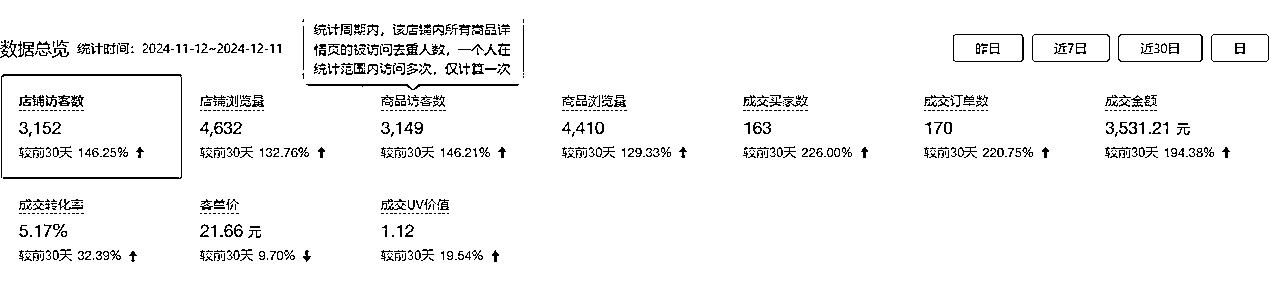 统计周期内，该店铺内所有商品详
情页的被访问去重人数，一个人在
统计范围内访问多次，仅计算一次
数据总览 统计时间：2024-11-12~2024-12-11 昨日 近7日 近30日 日
店铺访客数 店铺浏览量 商品访客数 商品浏览量 成交买家数 成交订单数 成交金额
3,152 4,632 3,149 4,410 163 170 3,531.21 元
较前30天 146.25% ↑ 较前30天 132.76% ↑ 较前30天 146.21% ↑ 较前30天 129.33% ↑ 较前30天 226.00% ↑ 较前30天 220.75% ↑ 较前30天 194.38% ↑
成交转化率 客单价 成交UV价值
5.17% 21.66 元 1.12
较前30天 32.39% ↑ 较前30天 9.70% ↓ 较前30天 19.54% ↑